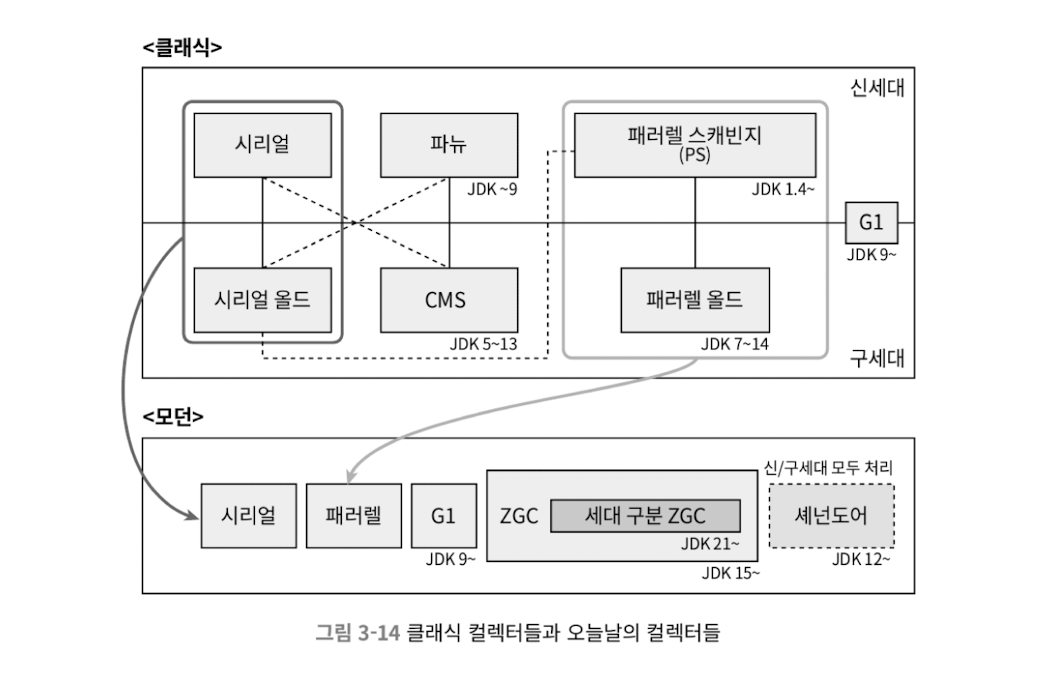 <클래식>
신세대
시리얼
파뉴
JDK ~9
패러렐 스캐빈지
(PS)
JDK 1.4~
G1
JDK 9~
시리얼 올드
CMS
JDK 5~13
패러렐 올드
JDK 7~14
구세대
<모던>
신/구세대 모두 처리
시리얼
패러렐
G1
JDK 9~
ZGC
세대 구분 ZGC
JDK 21~
JDK 15~
셰넌도어
JDK 12~
그림 3-14 클래식 컬렉터들과 오늘날의 컬렉터들